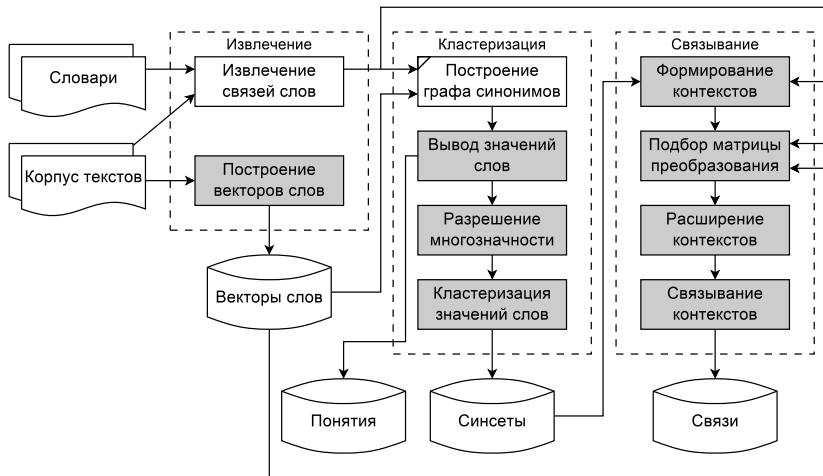 Извлечение
Кластеризация
Связывание
Словари
Извлечение
связей слов
Построение
графа синонимов
Формирование
контекстов
Корпус текстов
Построение
векторов слов
Вывод значений
слов
Подбор матрицы
преобразования
Разрешение
многозначности
Расширение
контекстов
Векторы слов
Кластеризация
значений слов
Связывание
контекстов
Понятия
Синсеты
Связи